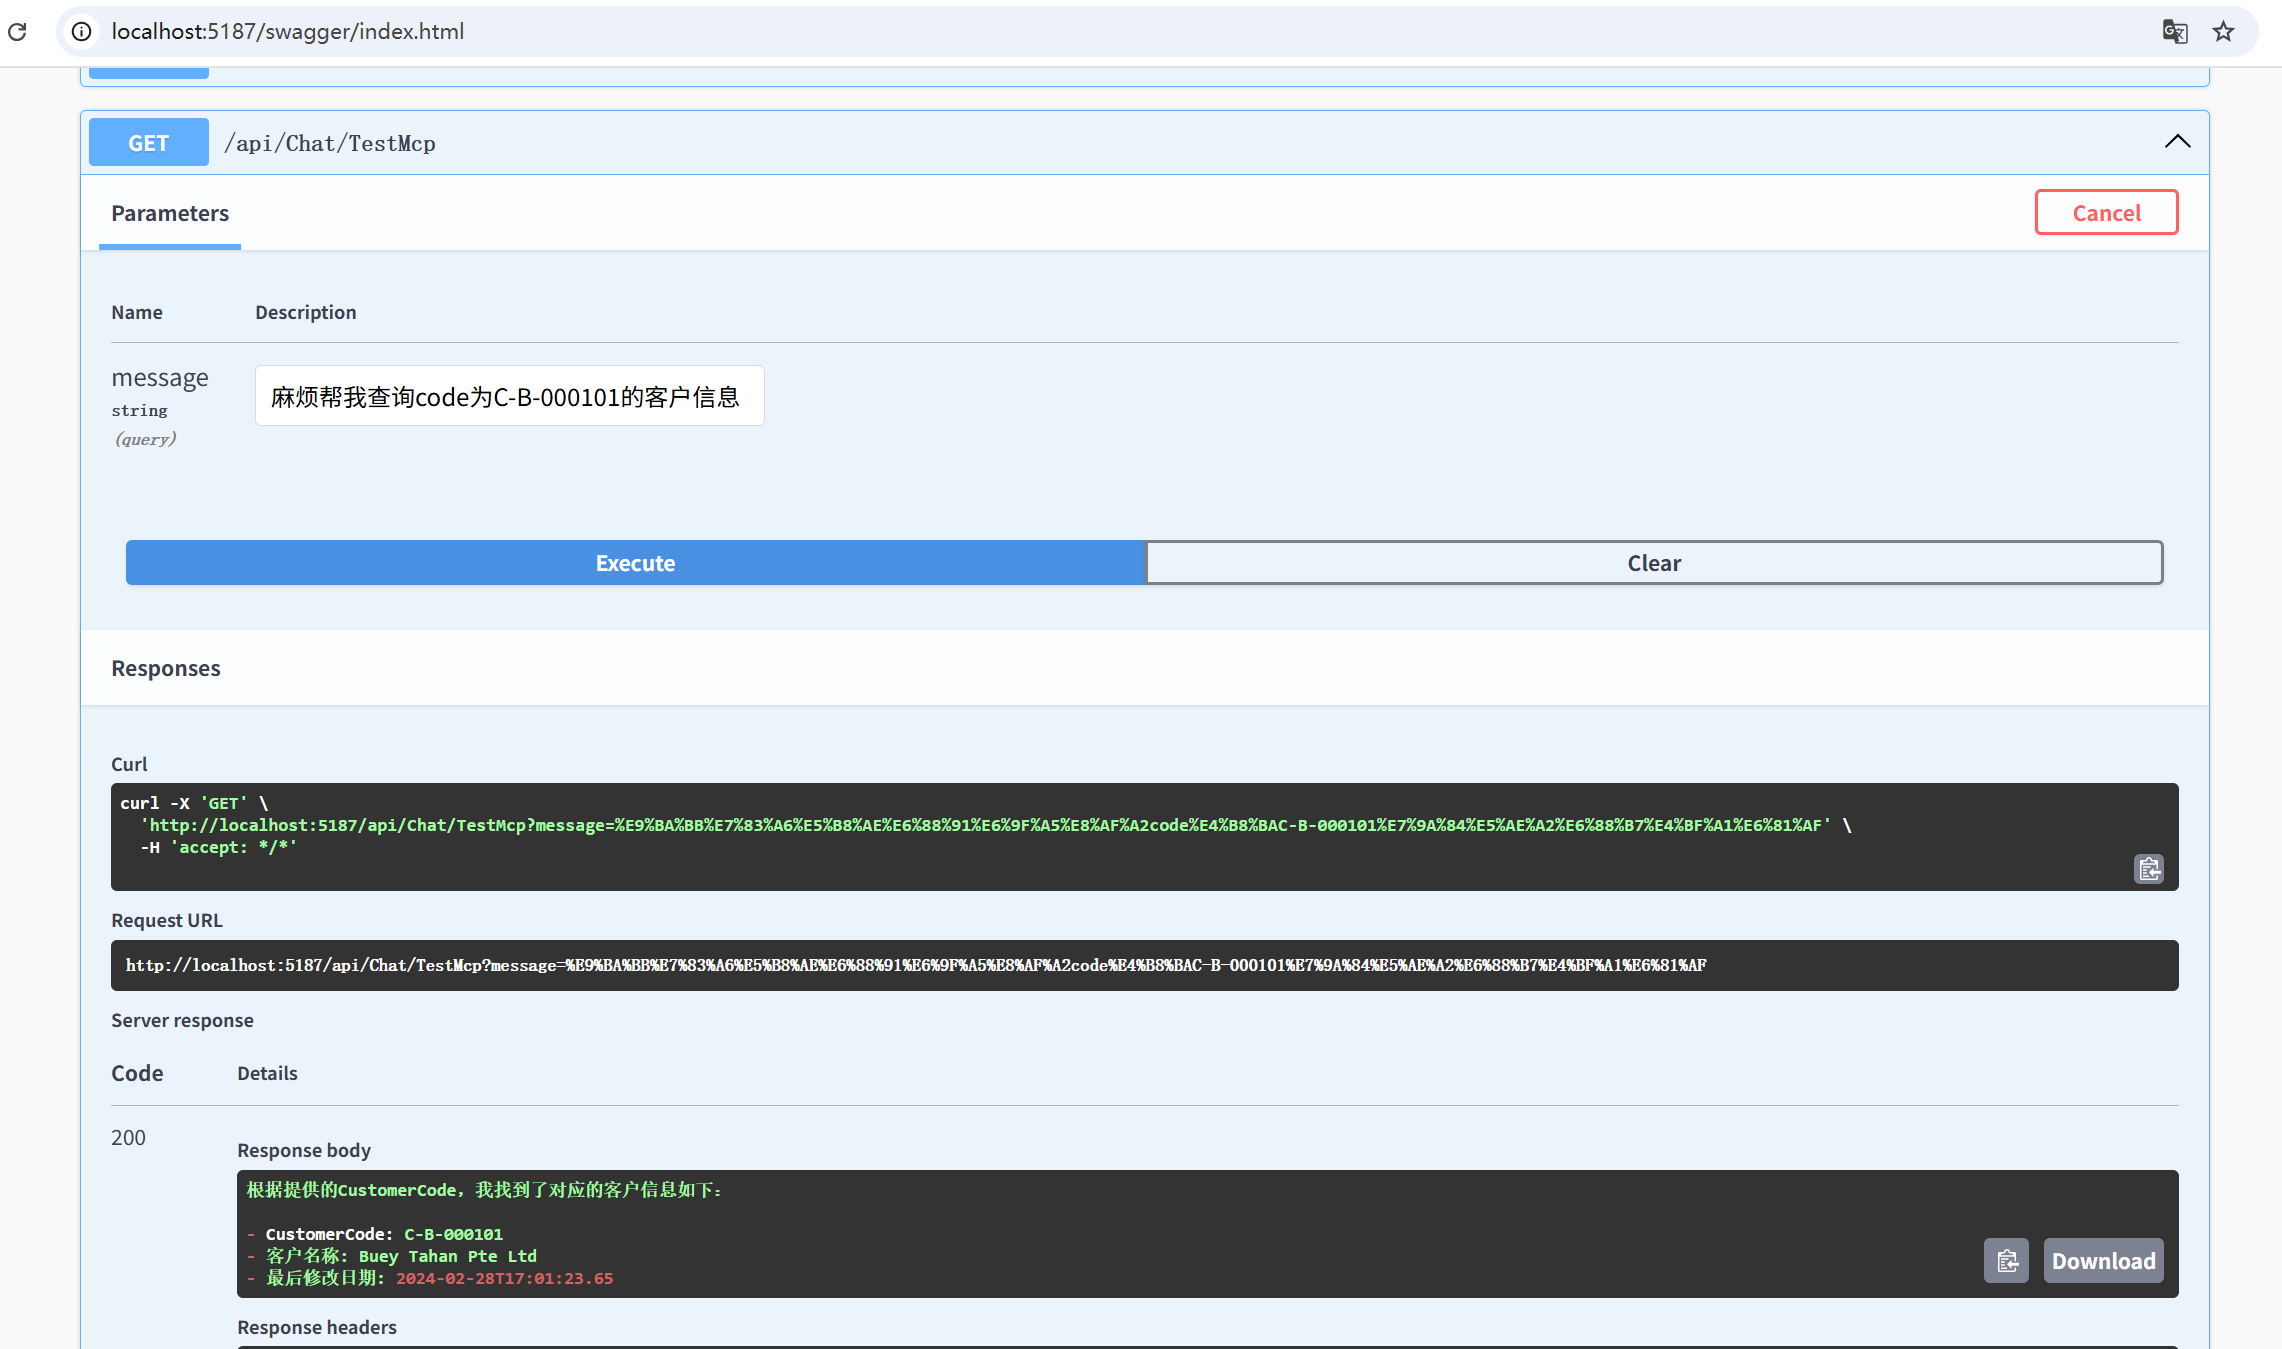 localhost:5187/swagger/index.html
GET /api/Chat/TestMcp
Parameters
Cancel
Name Description
message
string
(query)
麻烦帮我查询code为C-B-000101的客户信息
Execute Clear
Responses
Curl
curl -X 'GET' \
'http://localhost:5187/api/Chat/TestMcp?message=%E9%BA%BB%E7%83%A6%E5%B8%AE%E6%88%91%E6%9F%A5%E8%AF%A2code%E4%B8%BAC-B-000101%E7%9A%84%E5%AE%A2%E6%88%B7%E4%BF%A1%E6%81%AF' \
-H 'accept: */*'
Request URL
http://localhost:5187/api/Chat/TestMcp?message=%E9%BA%BB%E7%83%A6%E5%B8%AE%E6%88%91%E6%9F%A5%E8%AF%A2code%E4%B8%BAC-B-000101%E7%9A%84%E5%AE%A2%E6%88%B7%E4%BF%A1%E6%81%AF
Server response
Code Details
200
Response body
根据提供的CustomerCode，我找到了对应的客户信息如下：
- CustomerCode: C-B-000101
- 客户名称: Buey Tahan Pte Ltd
- 最后修改日期: 2024-02-28T17:01:23.65
Download
Response headers